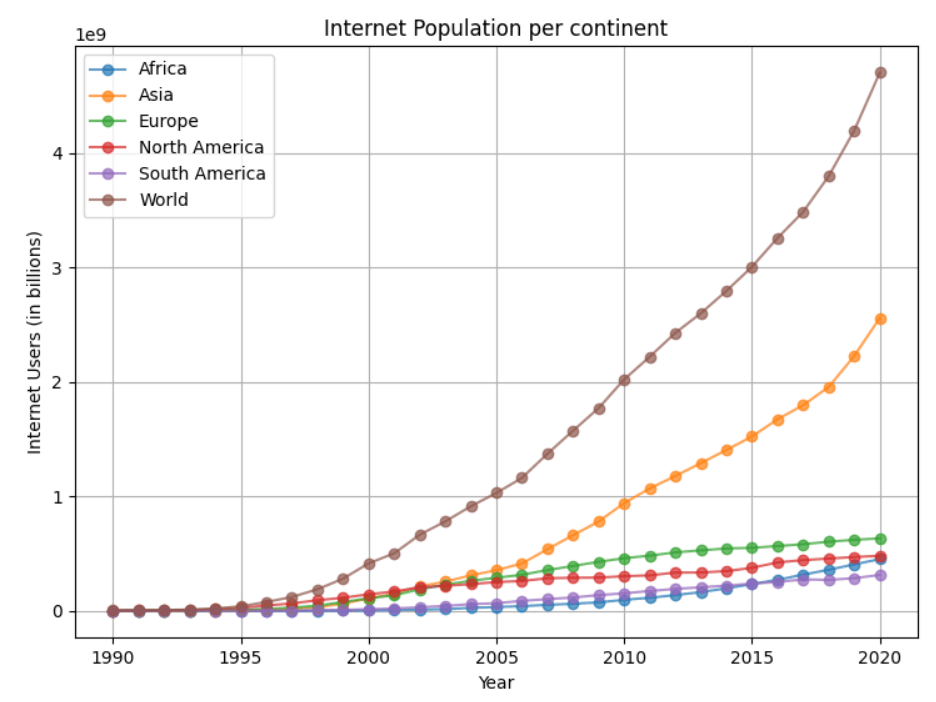 Internet Population per continent
1e9
Africa
Asia
Europe
North America
South America
World
4
3
2
1
0
Internet Users (in billions)
1990 1995 2000 2005 2010 2015 2020
Year